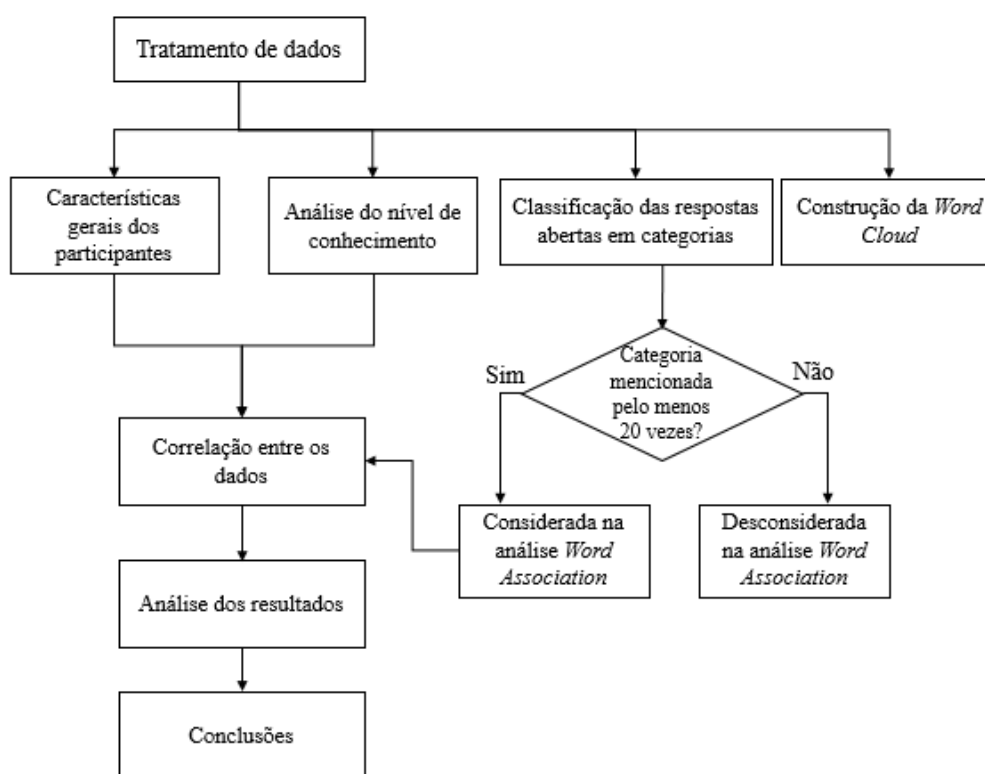 Tratamento de dados
Características
gerais dos
participantes
Análise do nível de
conhecimento
Classificação das respostas
abertas em categorias
Construção da Word
Cloud
Categoria
mencionada
pelo menos
20 vezes?
Sim
Não
Correlação entre os
dados
Considerada na
análise Word
Association
Desconsiderada
na análise Word
Association
Análise dos resultados
Conclusões